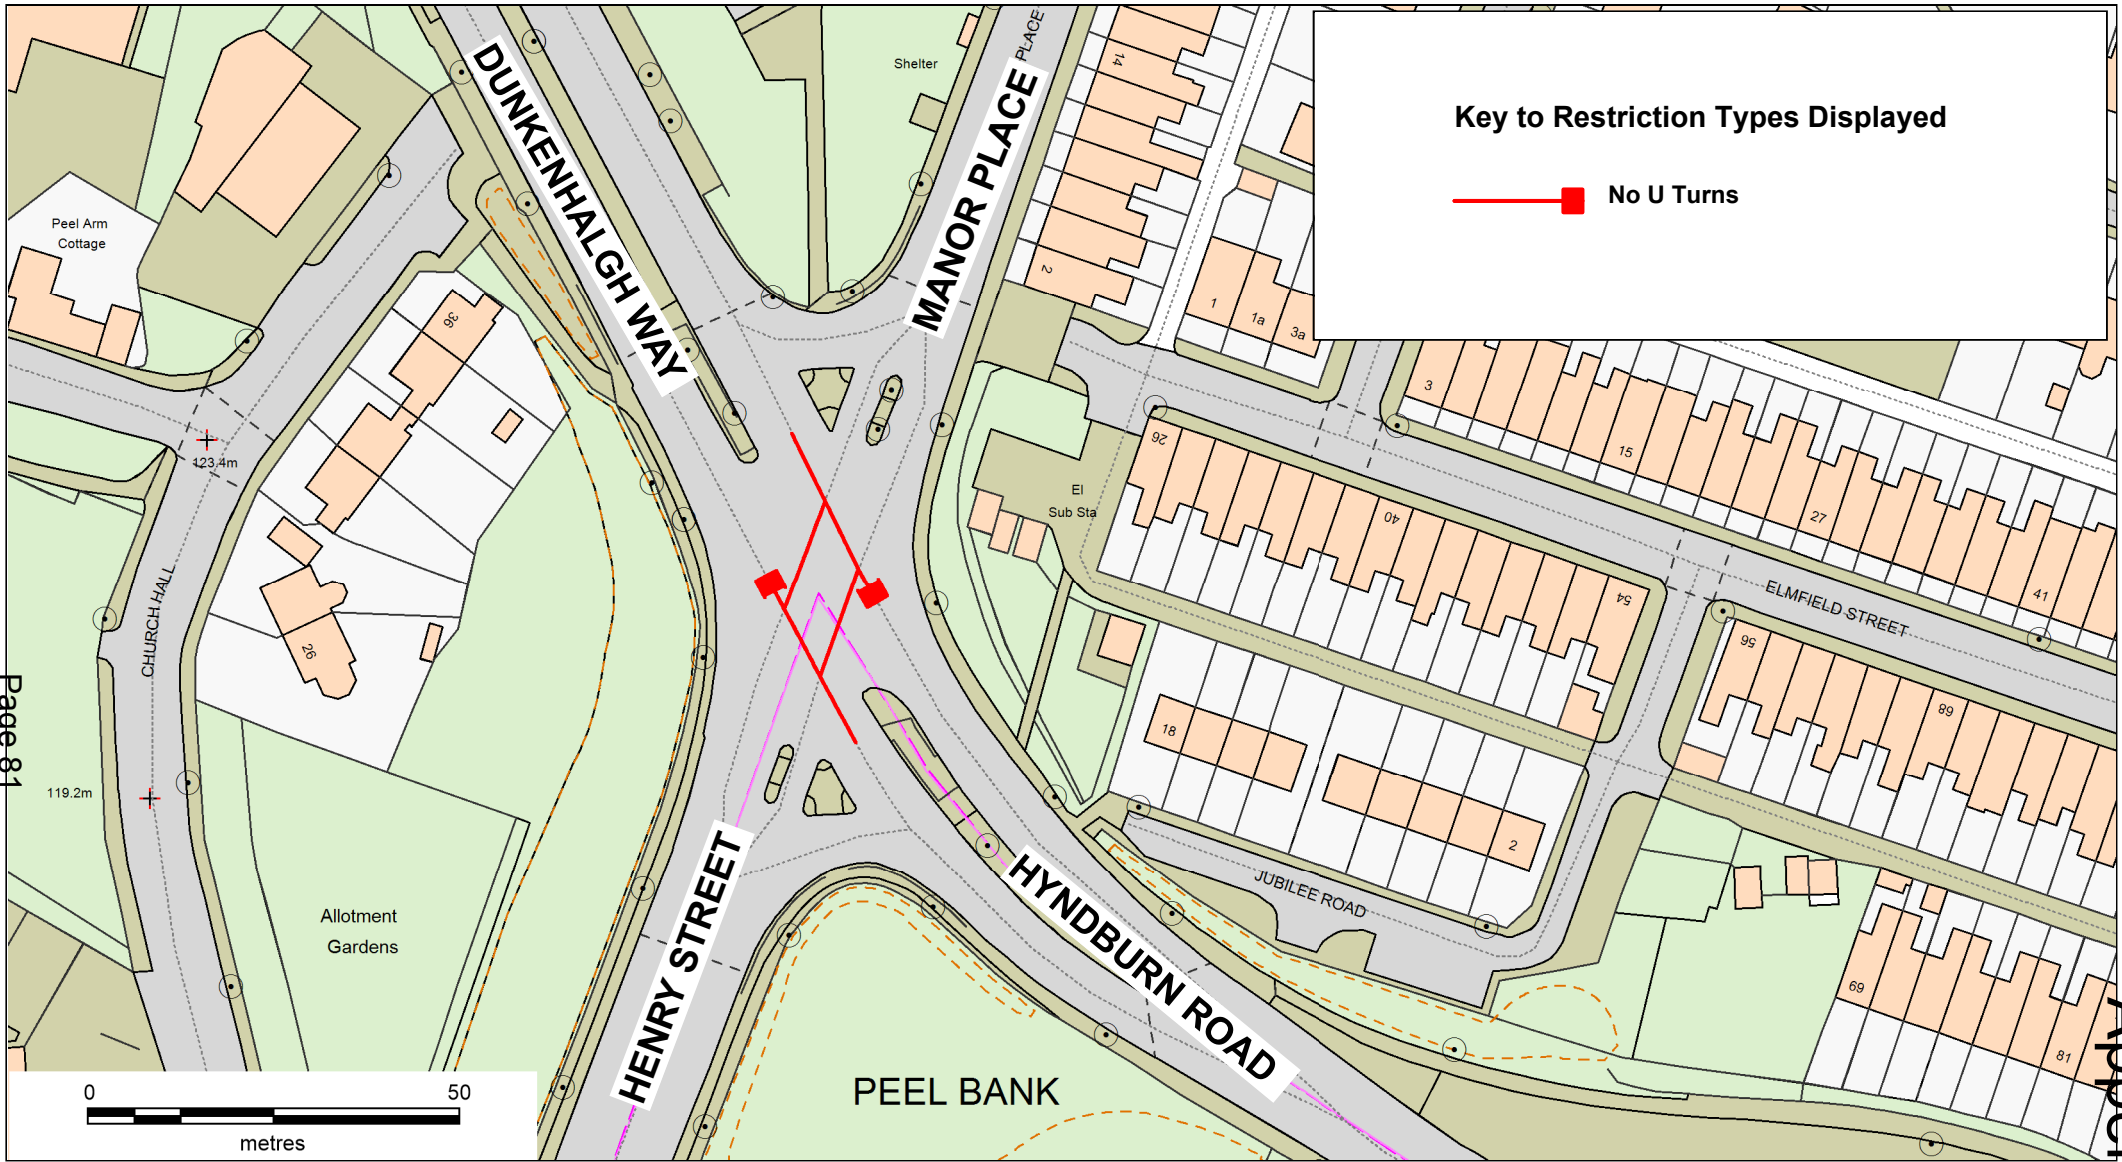 Key to Restriction Types Displayed
No U Turns
DUNKENHALGH WAY
MANOR PLACE
PLACE
Shelter
Peel Arm
Cottage
14
2
1
1a
3a
3
15
27
41
36
26
123.4m
CHURCH HALL
119.2m
Page 81
El
Sub Sta
26
40
54
ELMFIELD STREET
56
68
18
2
JUBILEE ROAD
69
81
Allotment
Gardens
HENRY STREET
HYNDBURN ROAD
PEEL BANK
0
50
metres